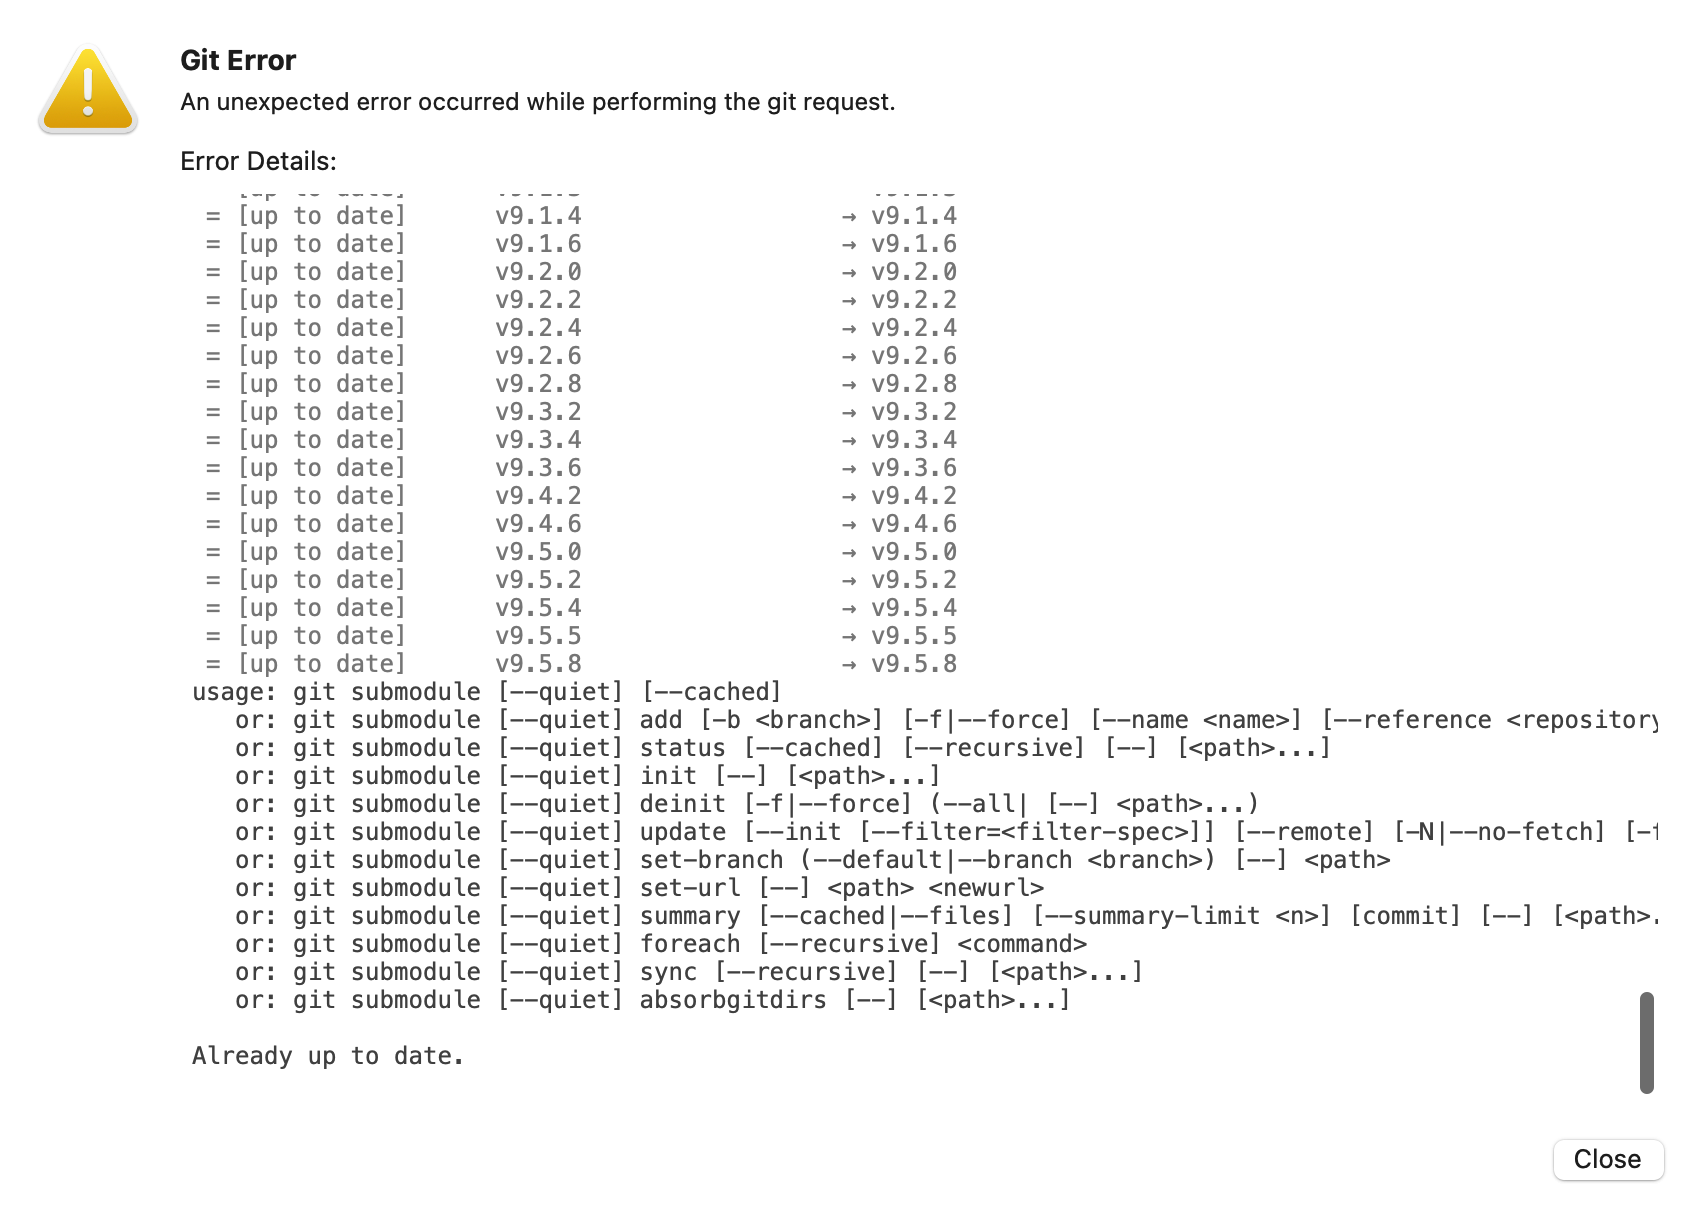 Git Error
An unexpected error occurred while performing the git request.
Error Details:
= [up to date]      v9.1.4                  → v9.1.4
= [up to date]      v9.1.6                  → v9.1.6
= [up to date]      v9.2.0                  → v9.2.0
= [up to date]      v9.2.2                  → v9.2.2
= [up to date]      v9.2.4                  → v9.2.4
= [up to date]      v9.2.6                  → v9.2.6
= [up to date]      v9.2.8                  → v9.2.8
= [up to date]      v9.3.2                  → v9.3.2
= [up to date]      v9.3.4                  → v9.3.4
= [up to date]      v9.3.6                  → v9.3.6
= [up to date]      v9.4.2                  → v9.4.2
= [up to date]      v9.4.6                  → v9.4.6
= [up to date]      v9.5.0                  → v9.5.0
= [up to date]      v9.5.2                  → v9.5.2
= [up to date]      v9.5.4                  → v9.5.4
= [up to date]      v9.5.5                  → v9.5.5
= [up to date]      v9.5.8                  → v9.5.8
usage: git submodule [--quiet] [--cached]
   or: git submodule [--quiet] add [-b <branch>] [-f|--force] [--name <name>] [--reference <repository
   or: git submodule [--quiet] status [--cached] [--recursive] [--] [<path>...]
   or: git submodule [--quiet] init [--] [<path>...]
   or: git submodule [--quiet] deinit [-f|--force] (--all| [--] <path>...)
   or: git submodule [--quiet] update [--init [--filter=<filter-spec>]] [--remote] [-N|--no-fetch] [-f
   or: git submodule [--quiet] set-branch (--default|--branch <branch>) [--] <path>
   or: git submodule [--quiet] set-url [--] <path> <newurl>
   or: git submodule [--quiet] summary [--cached|--files] [--summary-limit <n>] [commit] [--] [<path>.
   or: git submodule [--quiet] foreach [--recursive] <command>
   or: git submodule [--quiet] sync [--recursive] [--] [<path>...]
   or: git submodule [--quiet] absorbgitdirs [--] [<path>...]
Already up to date.
Close